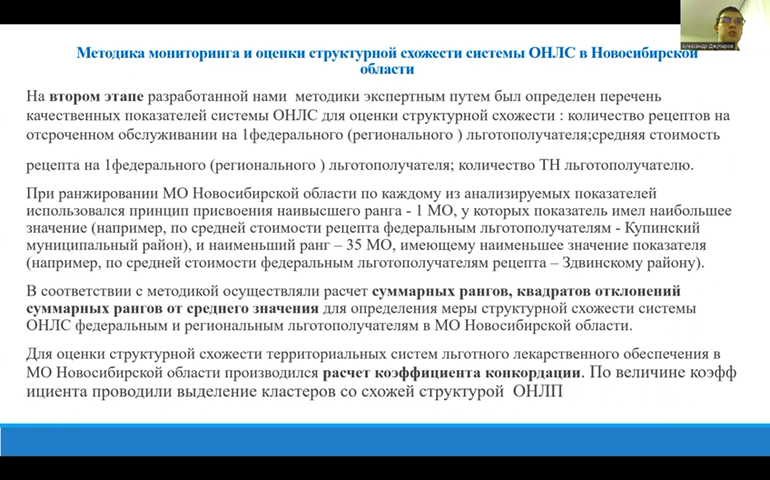 Методика мониторинга и оценки структурной схожести системы ОНЛС в Новосибирской
области
На втором этапе разработанной нами методики экспертным путем был определен перечень
качественных показателей системы ОНЛС для оценки структурной схожести : количество рецептов на
отсроченном обслуживании на 1федерального (регионального ) льготополучателя;средняя стоимость
рецепта на 1федерального (регионального ) льготополучателя; количество ТН льготополучателю.
При ранжировании МО Новосибирской области по каждому из анализируемых показателей
использовался принцип присвоения наивысшего ранга - 1 МО, у которых показатель имел наибольшее
значение (например, по средней стоимости рецепта федеральным льготополучателям - Купинский
муниципальный район), и наименьший ранг – 35 МО, имеющему наименьшее значение показателя
(например, по средней стоимости федеральным льготополучателям рецепта – Здвинскому району).
В соответствии с методикой осуществляли расчет суммарных рангов, квадратов отклонений
суммарных рангов от среднего значения для определения меры структурной схожести системы
ОНЛС федеральным и региональным льготополучателям в МО Новосибирской области.
Для оценки структурной схожести территориальных систем льготного лекарственного обеспечения в
МО Новосибирской области производился расчет коэффициента конкордации. По величине коэфф
ициента проводили выделение кластеров со схожей структурой ОНЛП
Александр Джупаров